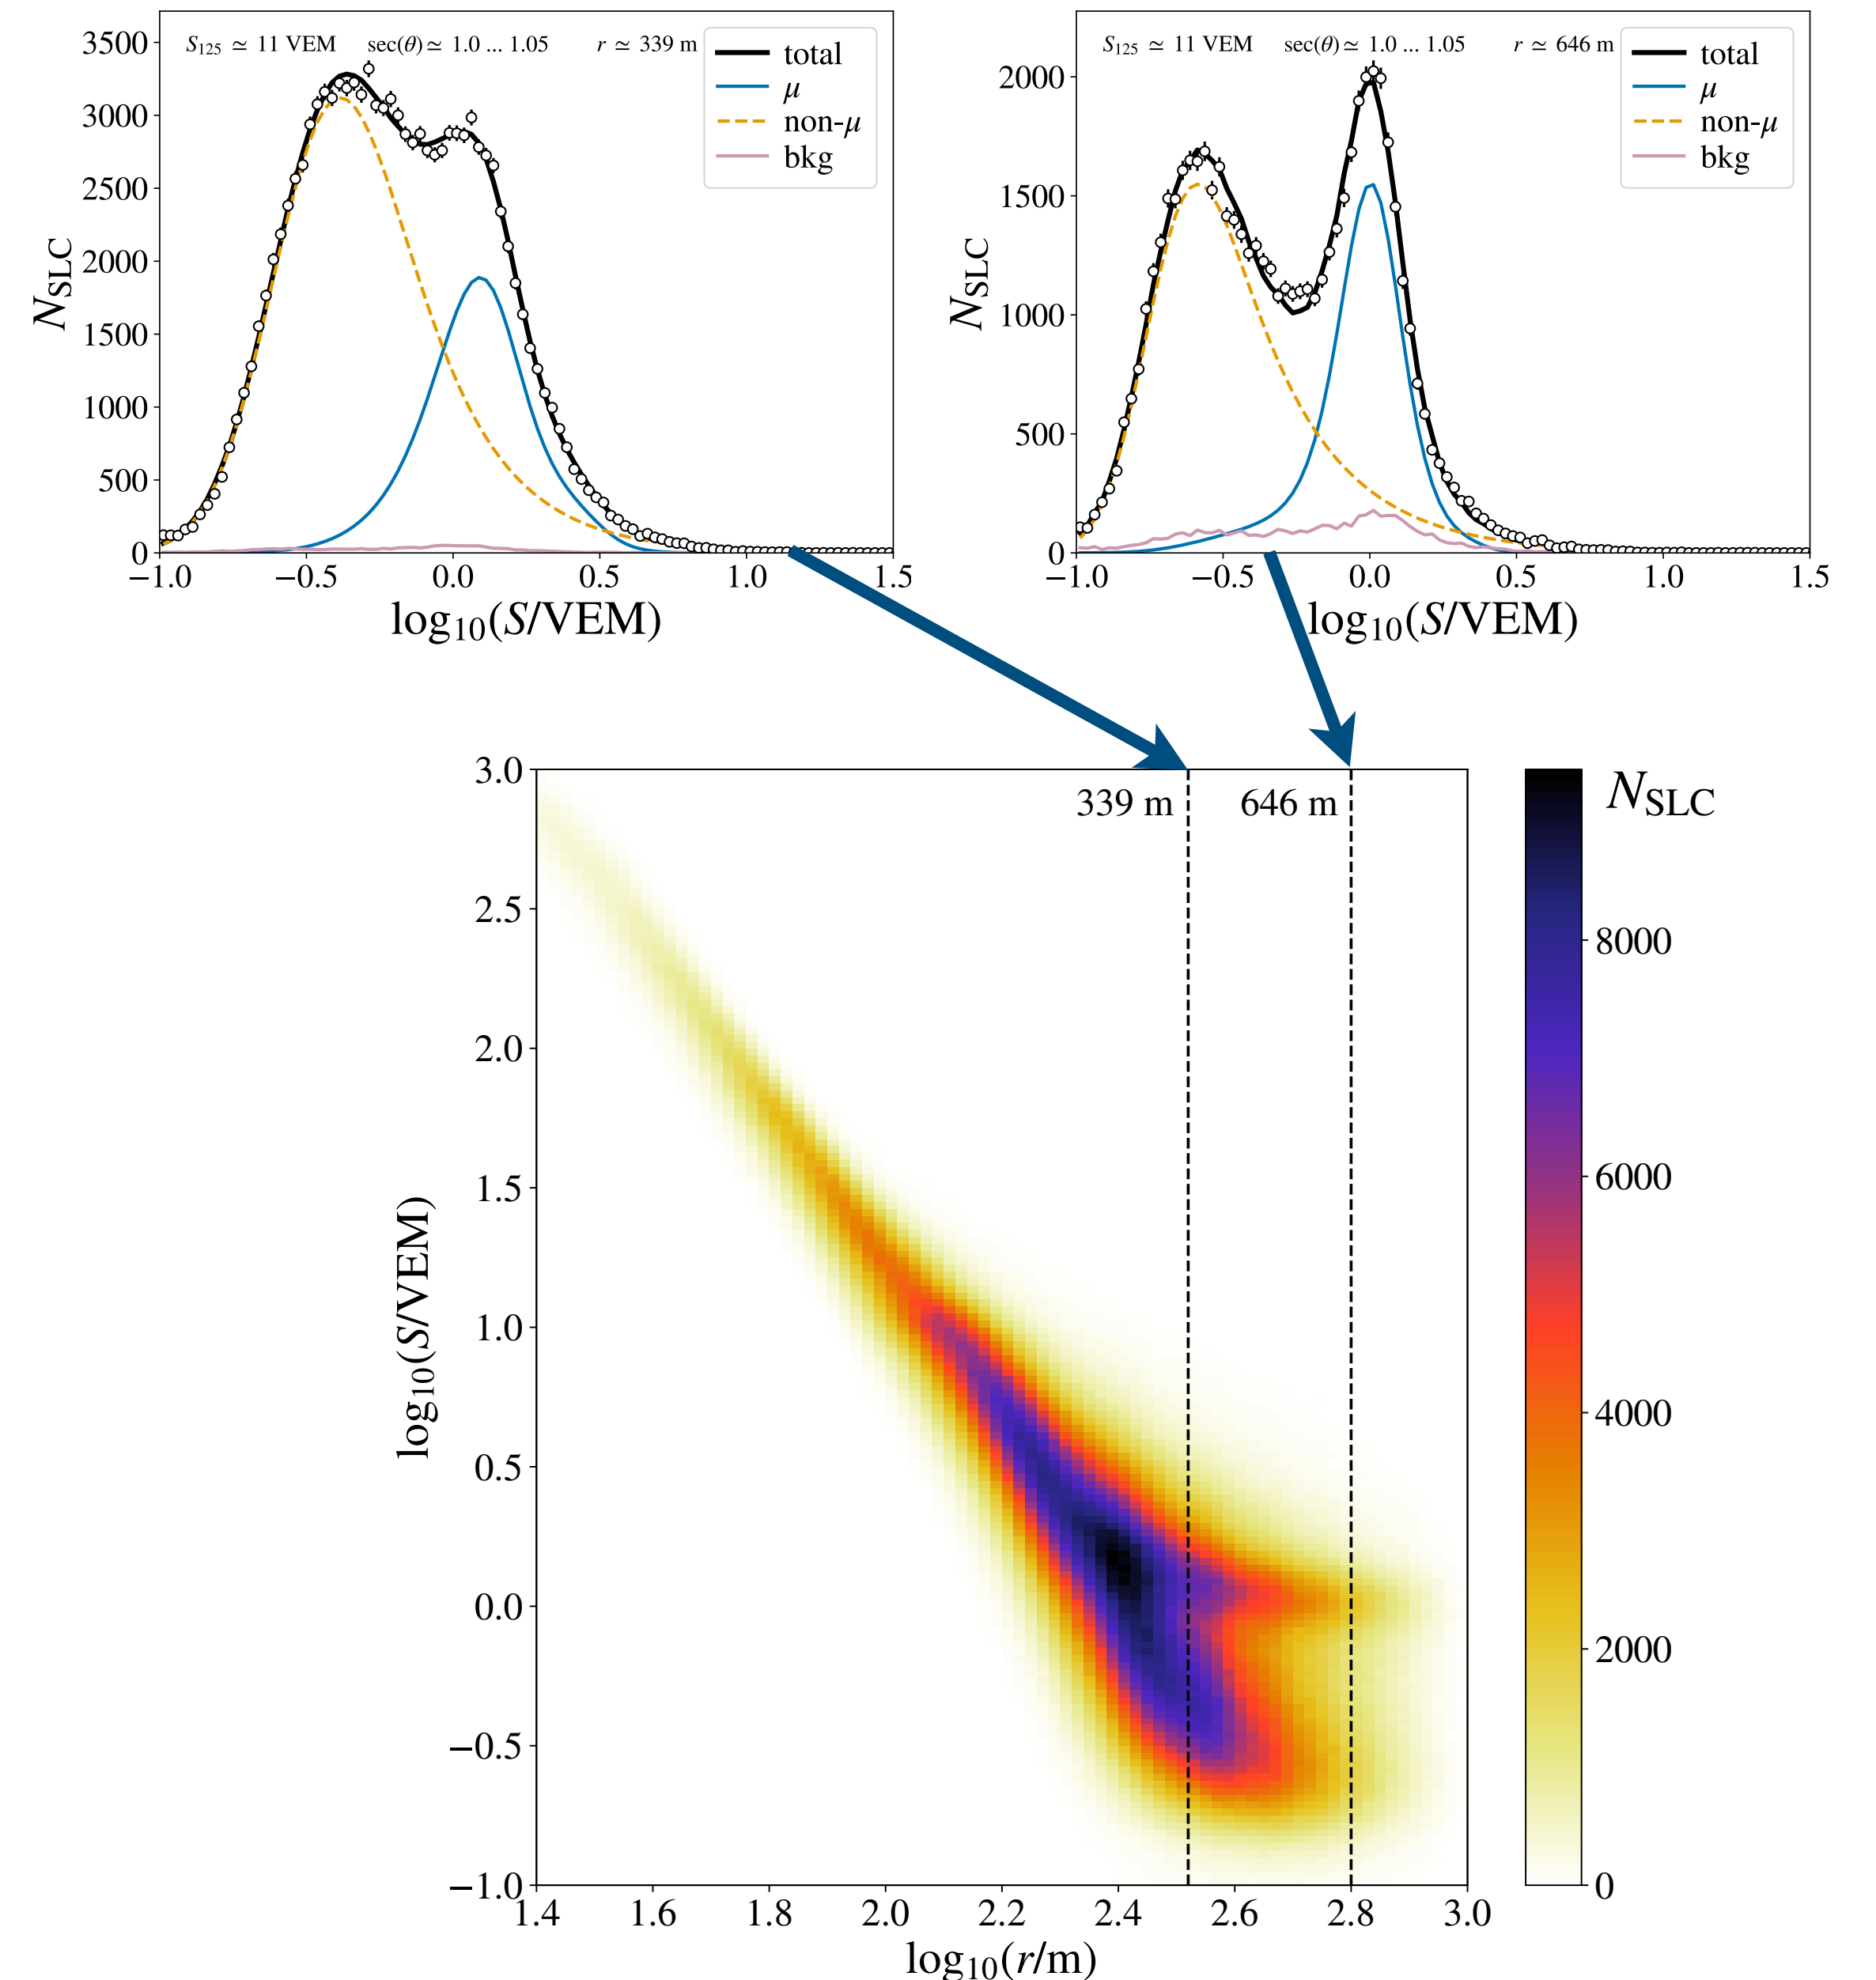 S₁₂₅ ≃ 11 VEM sec(θ) ≃ 1.0 ... 1.05 r ≃ 339 m
total
μ
non-μ
bkg
3500
3000
2500
2000
1500
1000
500
0
N_SLC
−1.0 −0.5 0.0 0.5 1.0 1.5
log₁₀(S/VEM)
S₁₂₅ ≃ 11 VEM sec(θ) ≃ 1.0 ... 1.05 r ≃ 646 m
total
μ
non-μ
bkg
2000
1500
1000
500
0
N_SLC
−1.0 −0.5 0.0 0.5 1.0 1.5
log₁₀(S/VEM)
339 m 646 m
3.0
2.5
2.0
1.5
1.0
0.5
0.0
−0.5
−1.0
log₁₀(S/VEM)
1.4 1.6 1.8 2.0 2.2 2.4 2.6 2.8 3.0
log₁₀(r/m)
N_SLC
8000
6000
4000
2000
0